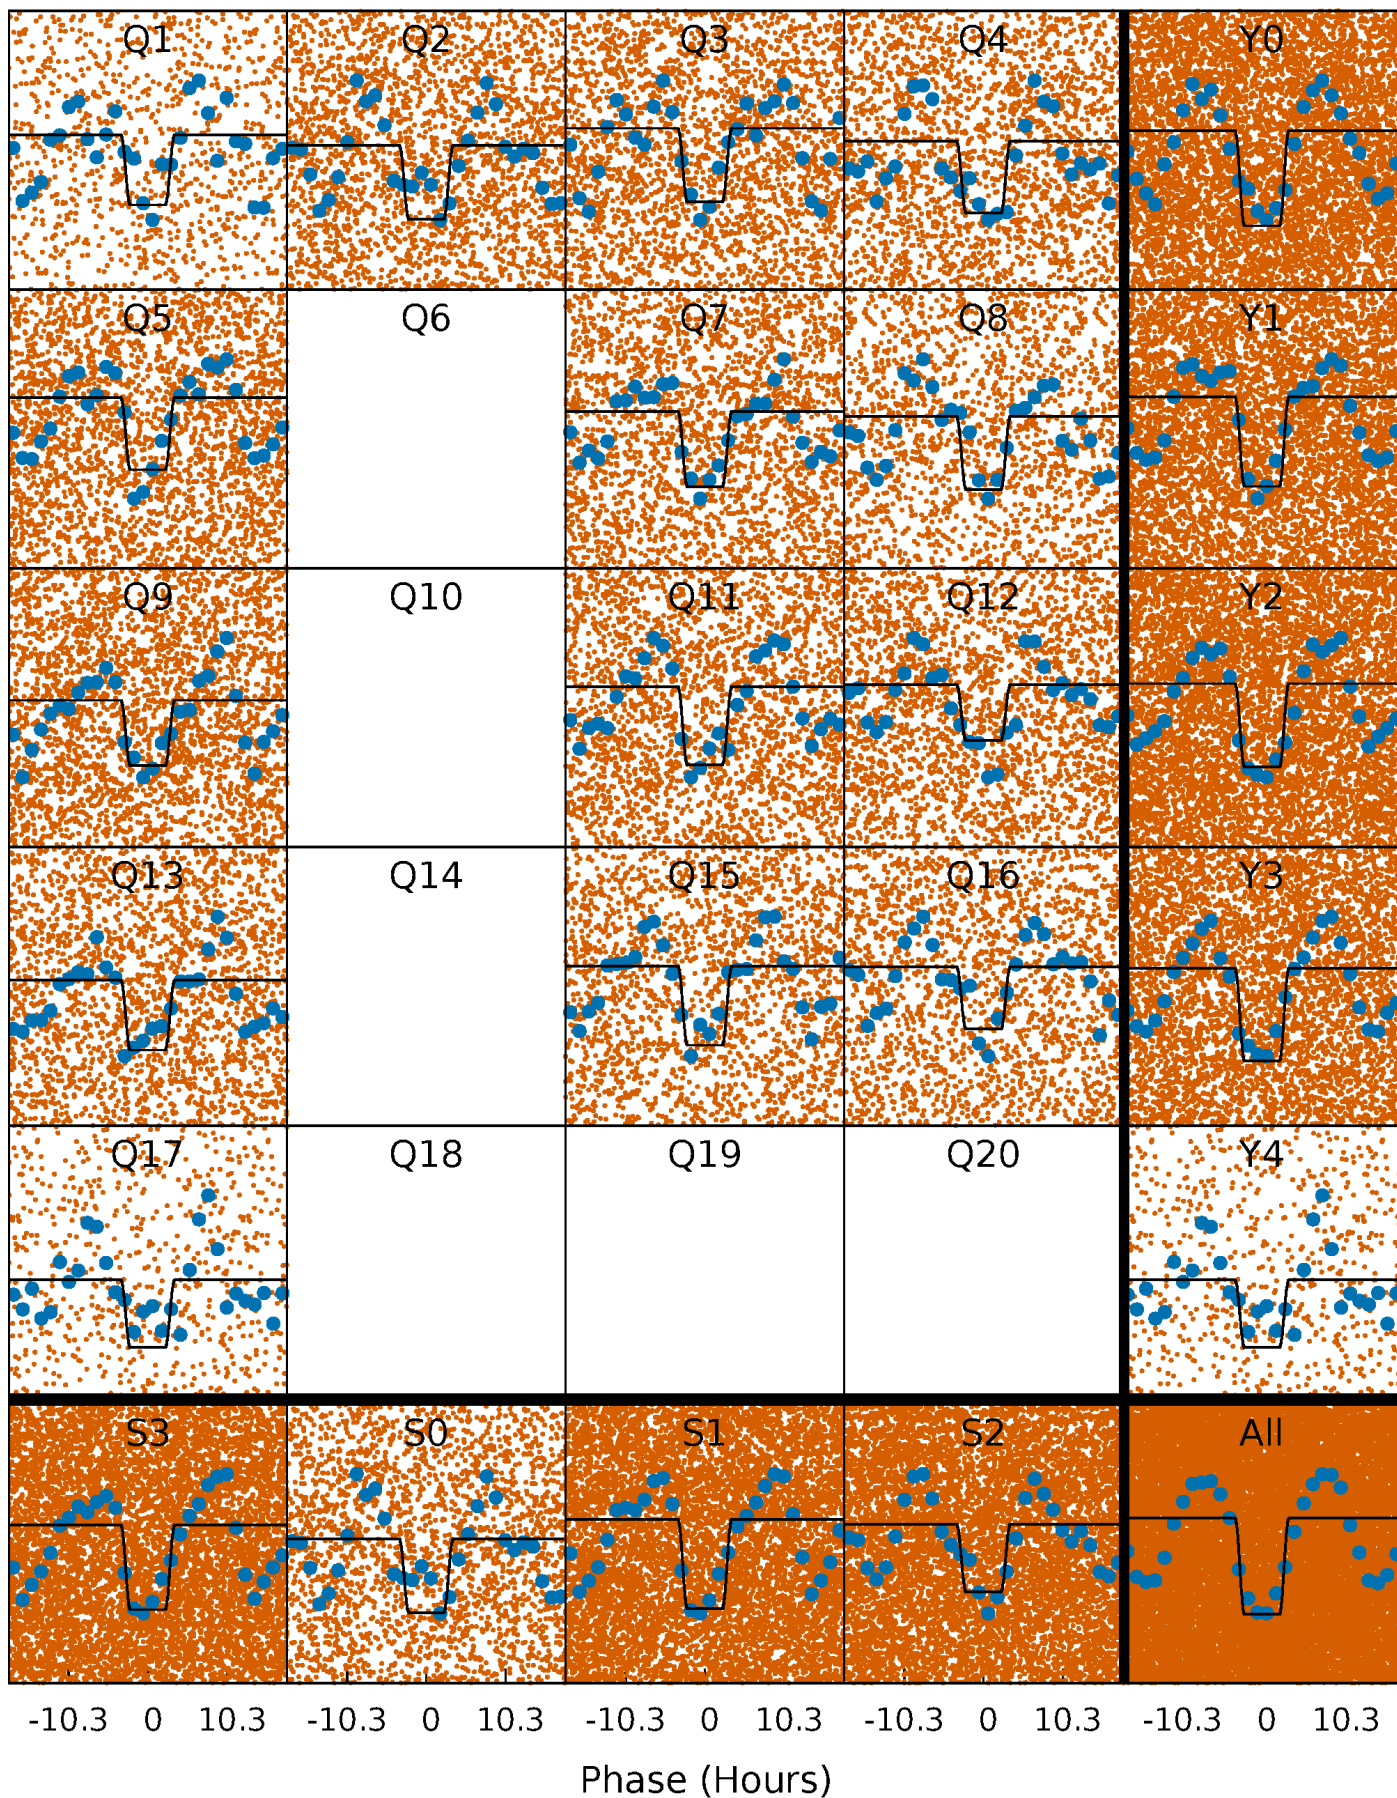 Q1 Q2 Q3 Q4 Y0
Q5 Q6 Q7 Q8 Y1
Q9 Q10 Q11 Q12 Y2
Q13 Q14 Q15 Q16 Y3
Q17 Q18 Q19 Q20 Y4
S3 S0 S1 S2 All
-10.3 0 10.3 -10.3 0 10.3 -10.3 0 10.3 -10.3 0 10.3 -10.3 0 10.3
Phase (Hours)